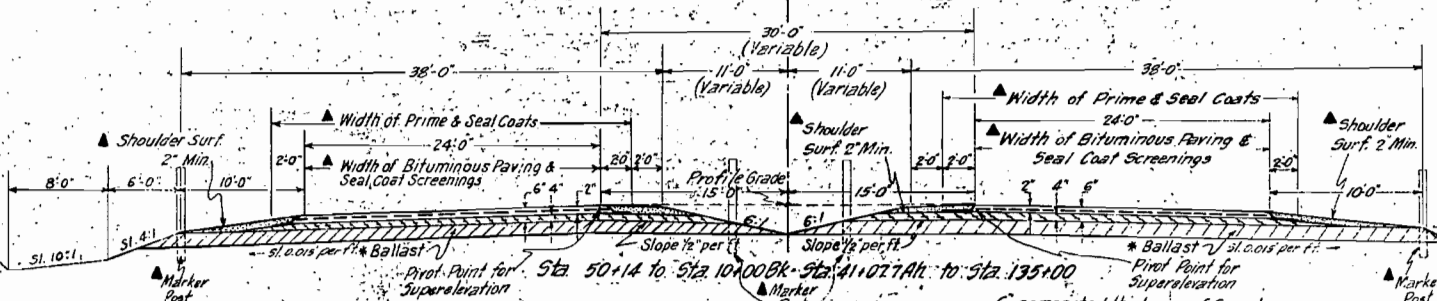 30'-0"
(Variable)
38'-0"
11'-0"
(Variable)
11'-0"
(Variable)
38'-0"
▲ Width of Prime & Seal Coats
▲ Width of Prime & Seal Coats
▲ Shoulder Surf.
2" Min.
24'-0"
▲ Shoulder
Surf. 2" Min.
24'-0"
▲ Shoulder
Surf. 2" Min.
2'-0"
▲ Width of Bituminous Paving &
Seal Coat Screenings
2'-0"
2'-0"
2'-0"
2'-0"
▲ Width of Bituminous Paving &
Seal Coat Screenings
2'-0"
8'-0"
6'-0"
10'-0"
6"
4"
2"
Profile Grade
15'-0"
15'-0"
2"
4"
6"
10'-0"
6:1
6:1
Sl. 4:1
Sl. 10:1
Sl. 0.015 per ft.
* Ballast
Slope 1/2" per ft.
Slope 1/2" per ft.
* Ballast
Sl. 0.015 per ft.
Pivot Point for
Superelevation
Sta. 50+14 to Sta. 10+00 Bk - Sta. 41+07.7 Ah. to Sta. 135+00
Pivot Point for
Superelevation
▲ Marker
Post
▲ Marker
▲ Marker
Post